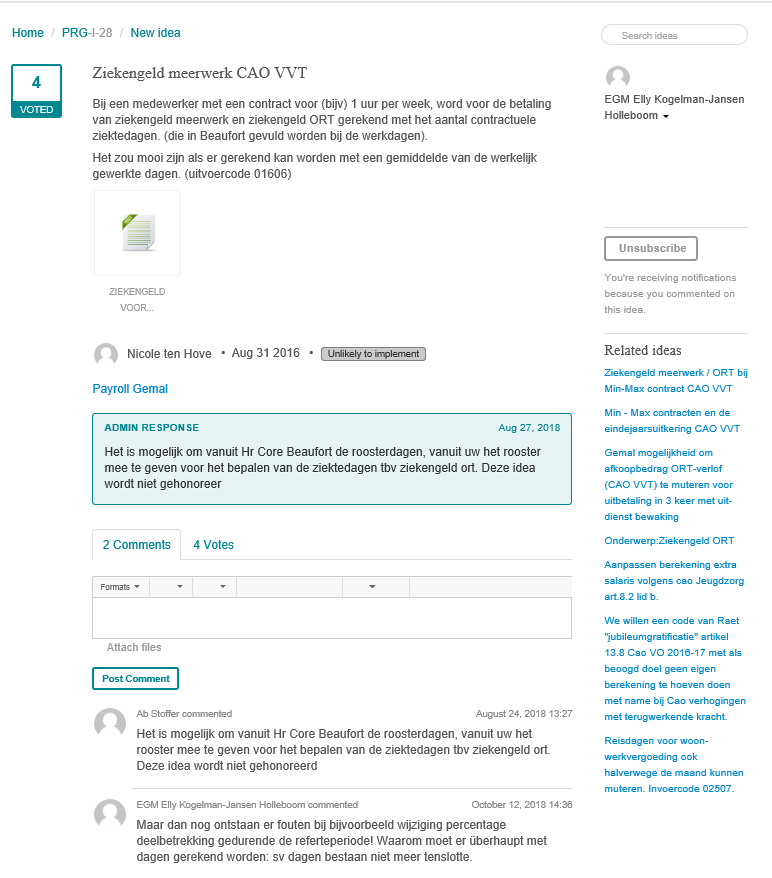 Home / PRG-I-28 / New idea
Search ideas
4
VOTED
Ziekengeld meerwerk CAO VVT
Bij een medewerker met een contract voor (bijv) 1 uur per week, word voor de betaling
van ziekengeld meerwerk en ziekengeld ORT gerekend met het aantal contractuele
ziektedagen. (die in Beaufort gevuld worden bij de werkdagen).
Het zou mooi zijn als er gerekend kan worden met een gemiddelde van de werkelijk
gewerkte dagen. (uitvoercode 01606)
ZIEKENGELD
VOOR...
Nicole ten Hove • Aug 31 2016 • Unlikely to implement
Payroll Gemal
ADMIN RESPONSE Aug 27, 2018
Het is mogelijk om vanuit Hr Core Beaufort de roosterdagen, vanuit uw het rooster
mee te geven voor het bepalen van de ziektedagen tbv ziekengeld ort. Deze idea
wordt niet gehonoreer
2 Comments 4 Votes
Formats
Attach files
Post Comment
Ab Stoffer commented August 24, 2018 13:27
Het is mogelijk om vanuit Hr Core Beaufort de roosterdagen, vanuit uw het
rooster mee te geven voor het bepalen van de ziektedagen tbv ziekengeld ort.
Deze idea wordt niet gehonoreerd
EGM Elly Kogelman-Jansen Holleboom commented October 12, 2018 14:36
Maar dan nog ontstaan er fouten bij bijvoorbeeld wijziging percentage
deelbetrekking gedurende de referteperiode! Waarom moet er überhaupt met
dagen gerekend worden: sv dagen bestaan niet meer tenslotte.
EGM Elly Kogelman-Jansen
Holleboom
Unsubscribe
You're receiving notifications
because you commented on
this idea.
Related ideas
Ziekengeld meerwerk / ORT bij
Min-Max contract CAO VVT
Min - Max contracten en de
eindejaarsuitkering CAO VVT
Gemal mogelijkheid om
afkoopbedrag ORT-verlof
(CAO VVT) te muteren voor
uitbetaling in 3 keer met uit-
dienst bewaking
Onderwerp:Ziekengeld ORT
Aanpassen berekening extra
salaris volgens cao Jeugdzorg
art.8.2 lid b.
We willen een code van Raet
"jubileumgratificatie" artikel
13.8 Cao VO 2016-17 met als
beoogd doel geen eigen
berekening te hoeven doen
met name bij Cao verhogingen
met terugwerkende kracht.
Reisdagen voor woon-
werkvergoeding ook
halverwege de maand kunnen
muteren. Invoercode 02507.